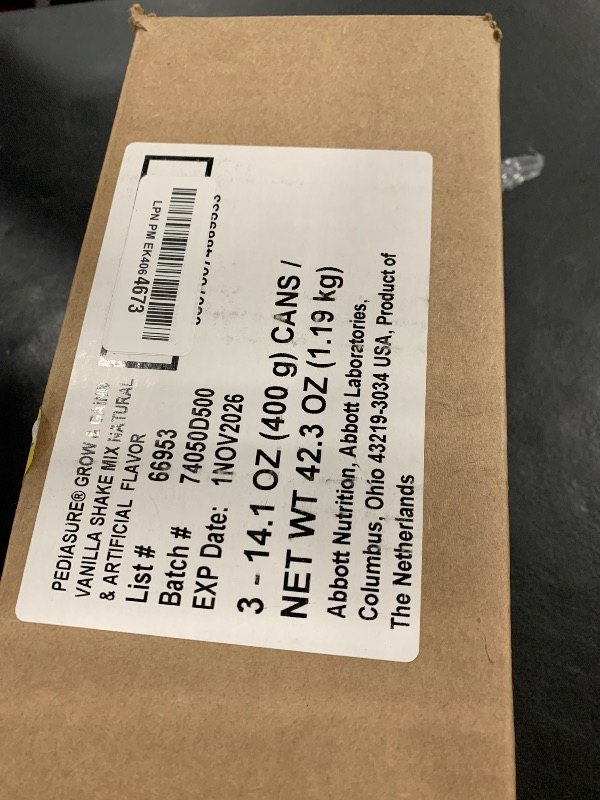 PEDIASURE® GROW & GAIN
VANILLA SHAKE MIX NATURAL
& ARTIFICIAL FLAVOR
List # 66953
Batch # 74050D500
EXP Date: 1NOV2026
3 - 14.1 OZ (400 g) CANS /
NET WT 42.3 OZ (1.19 kg)
Abbott Nutrition, Abbott Laboratories,
Columbus, Ohio 43219-3034 USA, Product of
The Netherlands
LPN PM EK4064673